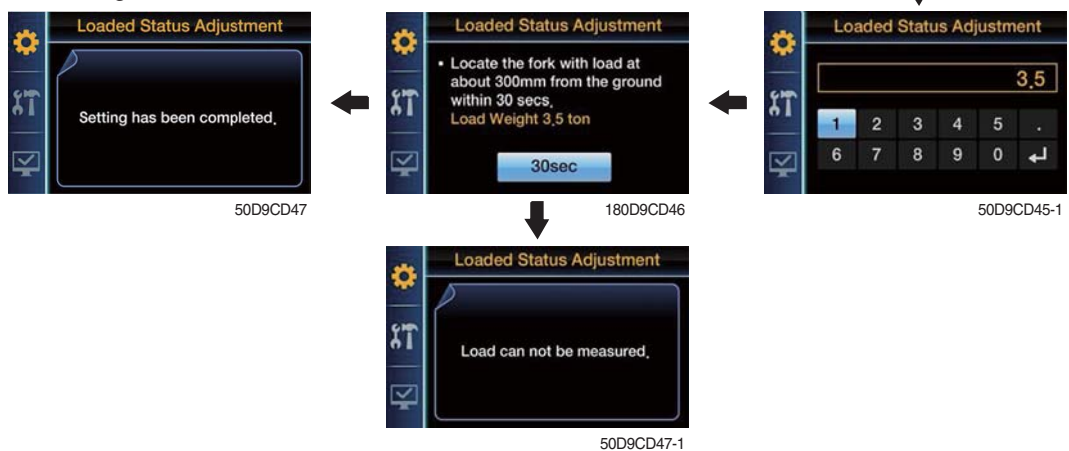 Loaded Status Adjustment
Setting has been completed.
50D9CD47
Loaded Status Adjustment
• Locate the fork with load at
about 300mm from the ground
within 30 secs.
Load Weight 3.5 ton
30sec
180D9CD46
Loaded Status Adjustment
3.5
1 2 3 4 5 .
6 7 8 9 0 ↵
50D9CD45-1
Loaded Status Adjustment
Load can not be measured.
50D9CD47-1